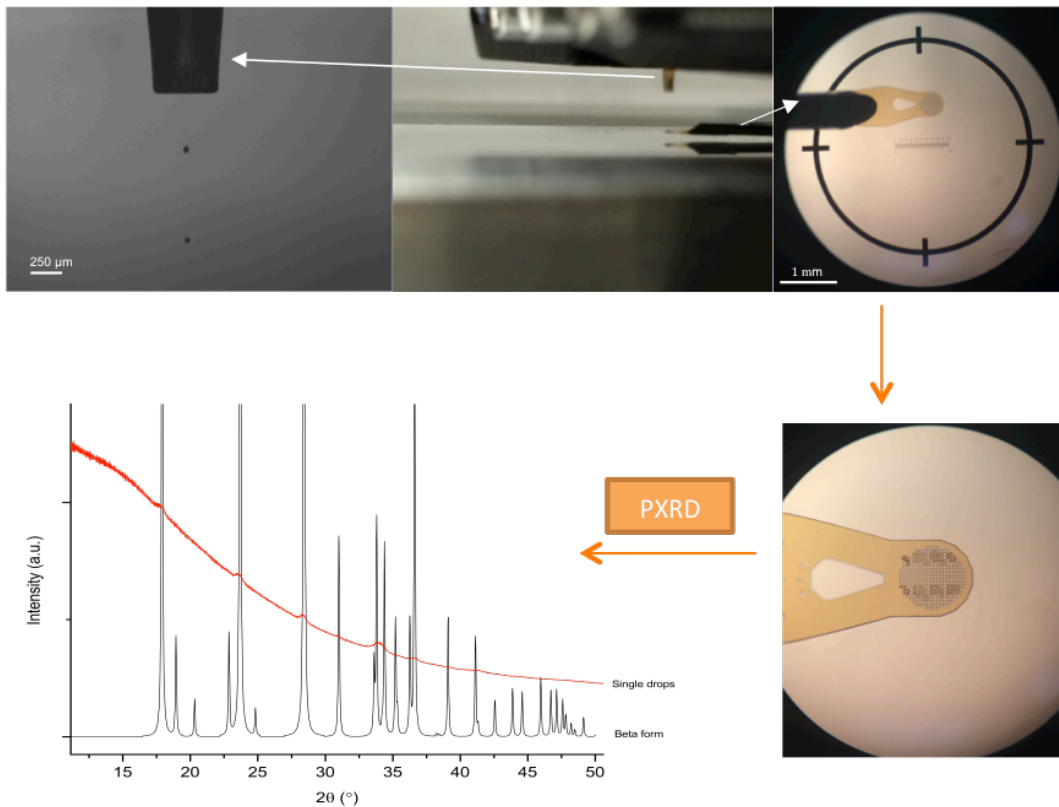 250 µm
1 mm
PXRD
Intensity (a.u.)
Single drops
Beta form
15 20 25 30 35 40 45 50
2θ (°)